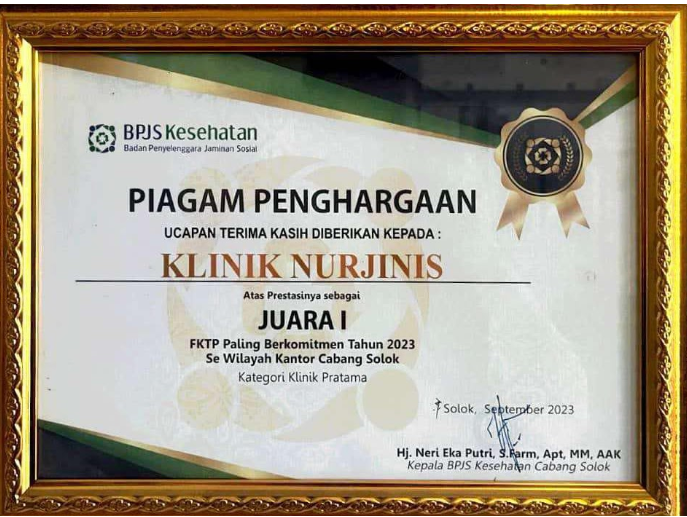 BPJS Kesehatan
Badan Penyelenggara Jaminan Sosial
PIAGAM PENGHARGAAN
UCAPAN TERIMA KASIH DIBERIKAN KEPADA :
KLINIK NURJINIS
Atas Prestasinya sebagai
JUARA I
FKTP Paling Berkomitmen Tahun 2023
Se Wilayah Kantor Cabang Solok
Kategori Klinik Pratama
Solok, September 2023
Hj. Neri Eka Putri, S.Farm, Apt, MM, AAK
Kepala BPJS Kesehatan Cabang Solok